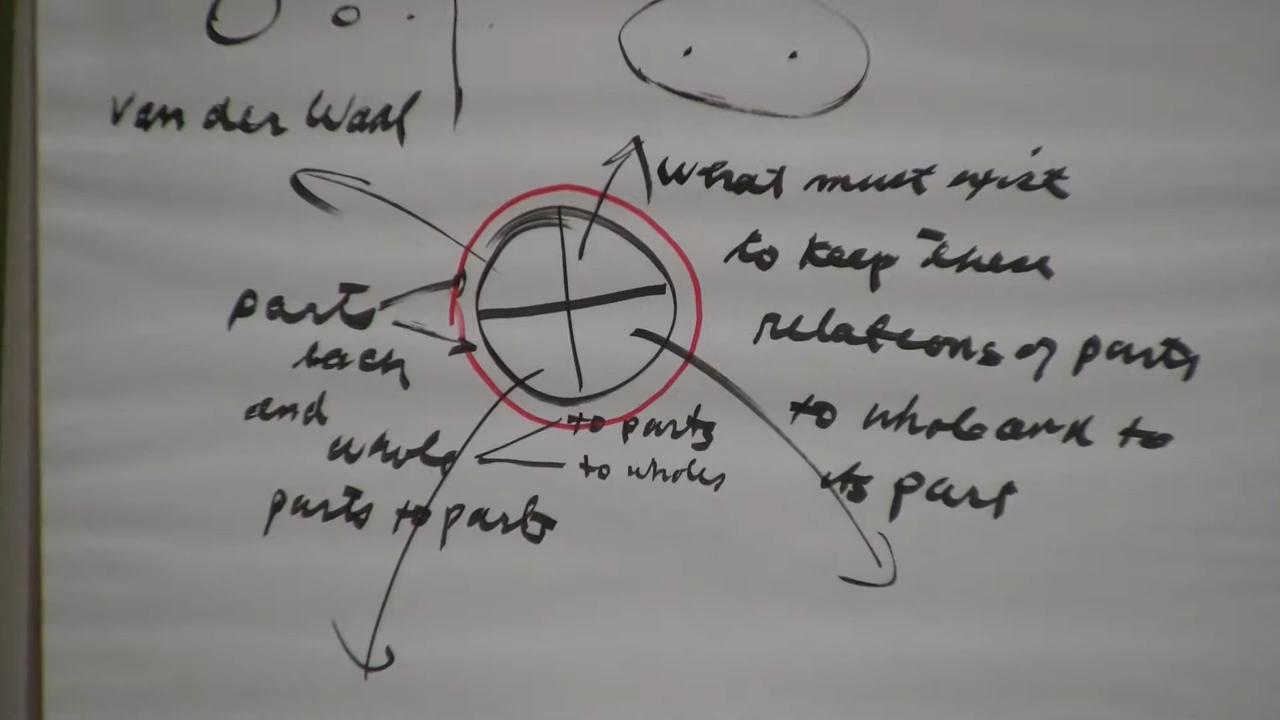 van der Waal
What must exist
to keep these
relations of parts
to whole and to
its part
parts
each
and
whole
to parts
to wholes
parts to parts